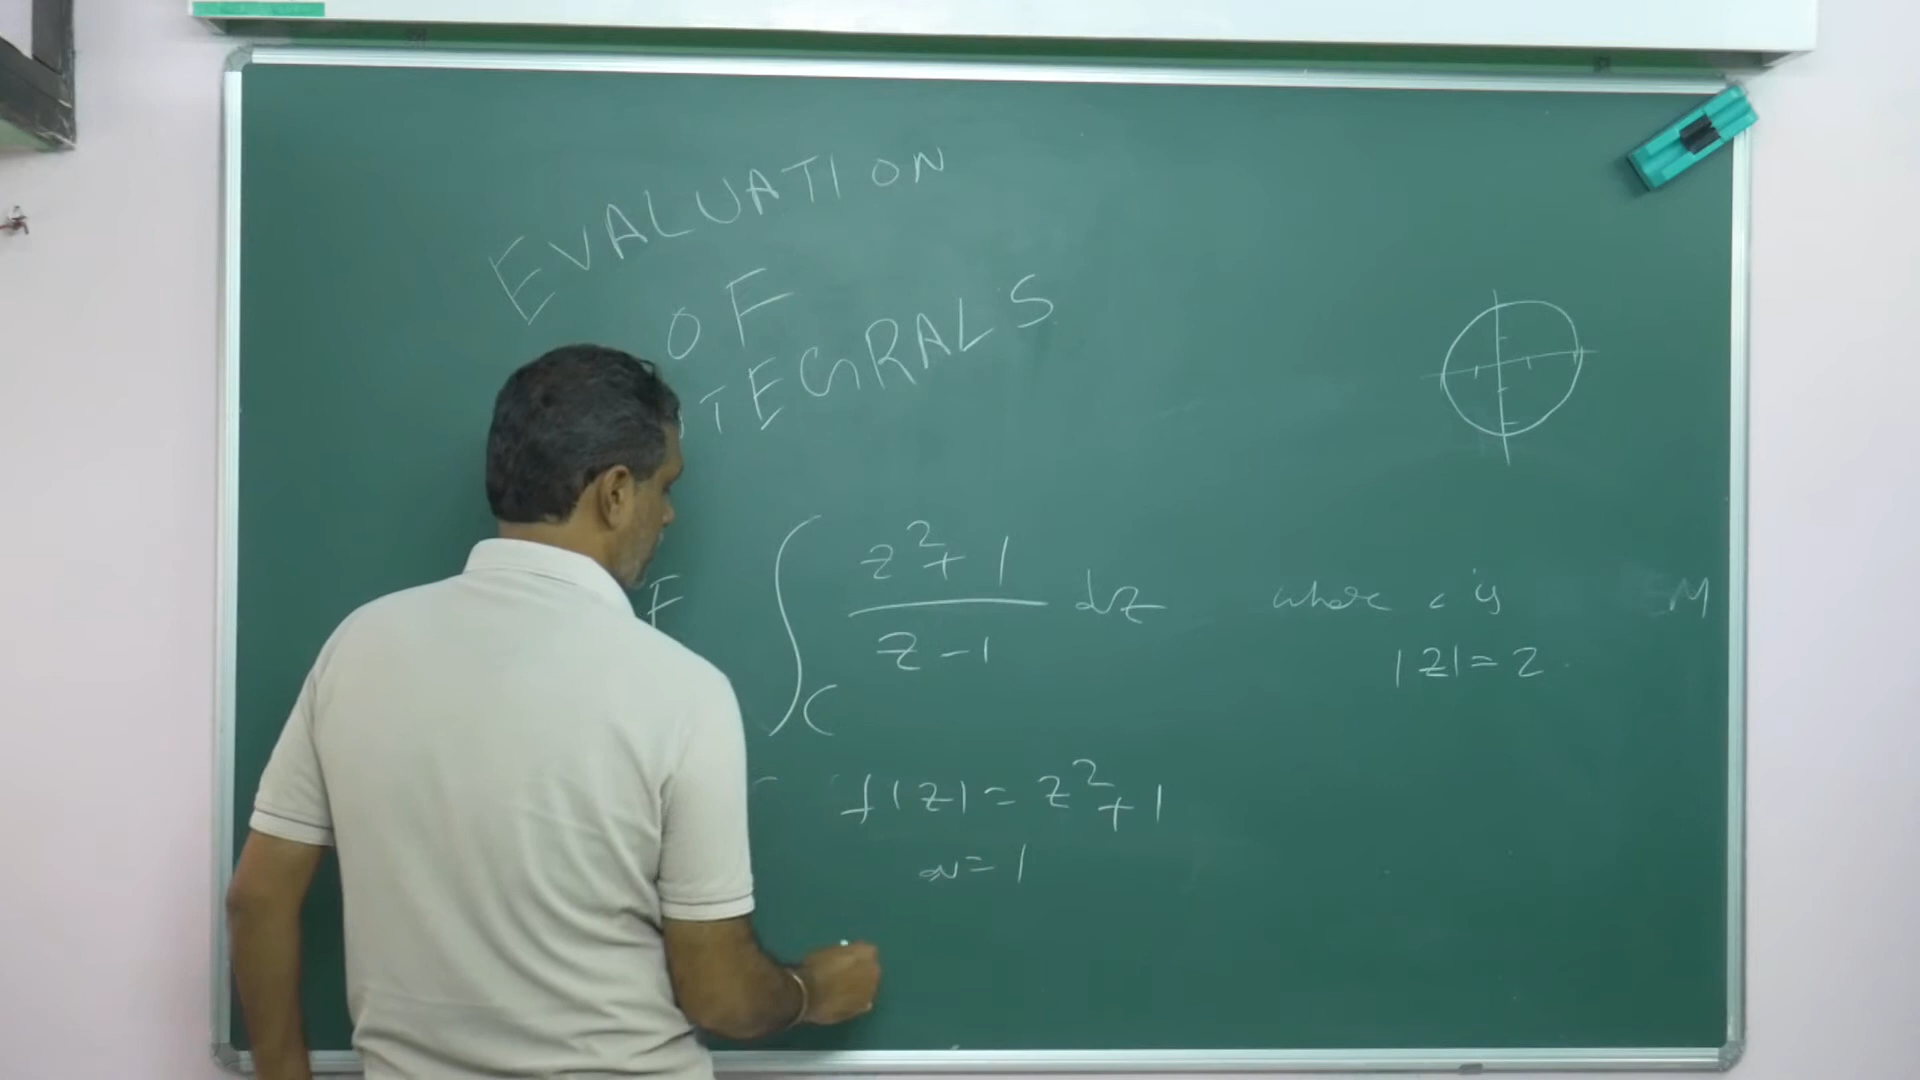 EVALUATION
OF
TEGRALS
F ∫_C (z²+1)/(z-1) dz where c is
|z|=2
f(z) = z²+1
a=1